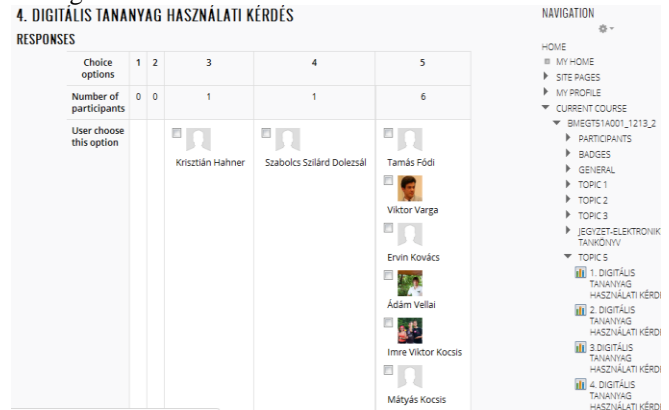 4. DIGITÁLIS TANANYAG HASZNÁLATI KÉRDÉS
RESPONSES
Choice options 1 2 3 4 5
Number of participants 0 0 1 1 6
User choose this option
Krisztián Hahner
Szabolcs Szilárd Dolezsál
Tamás Fódi
Viktor Varga
Ervin Kovács
Ádám Vellai
Imre Viktor Kocsis
Mátyás Kocsis
NAVIGATION
HOME
MY HOME
SITE PAGES
MY PROFILE
CURRENT COURSE
BMEGT51A001_1213_2
PARTICIPANTS
BADGES
GENERAL
TOPIC 1
TOPIC 2
TOPIC 3
JEGYZET-ELEKTRONIK
TANKÖNYV
TOPIC 5
1. DIGITÁLIS
TANANYAG
HASZNÁLATI KÉRD
2. DIGITÁLIS
TANANYAG
HASZNÁLATI KÉRD
3.DIGITÁLIS
TANANYAG
HASZNÁLATI KÉRD
4. DIGITÁLIS
TANANYAG
HASZNÁLATI KÉRD